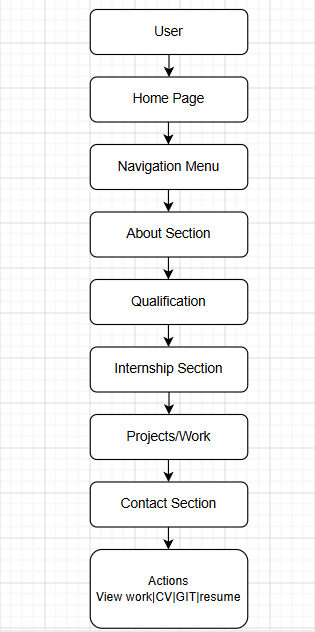 User
Home Page
Navigation Menu
About Section
Qualification
Internship Section
Projects/Work
Contact Section
Actions
View work|CV|GIT|resume